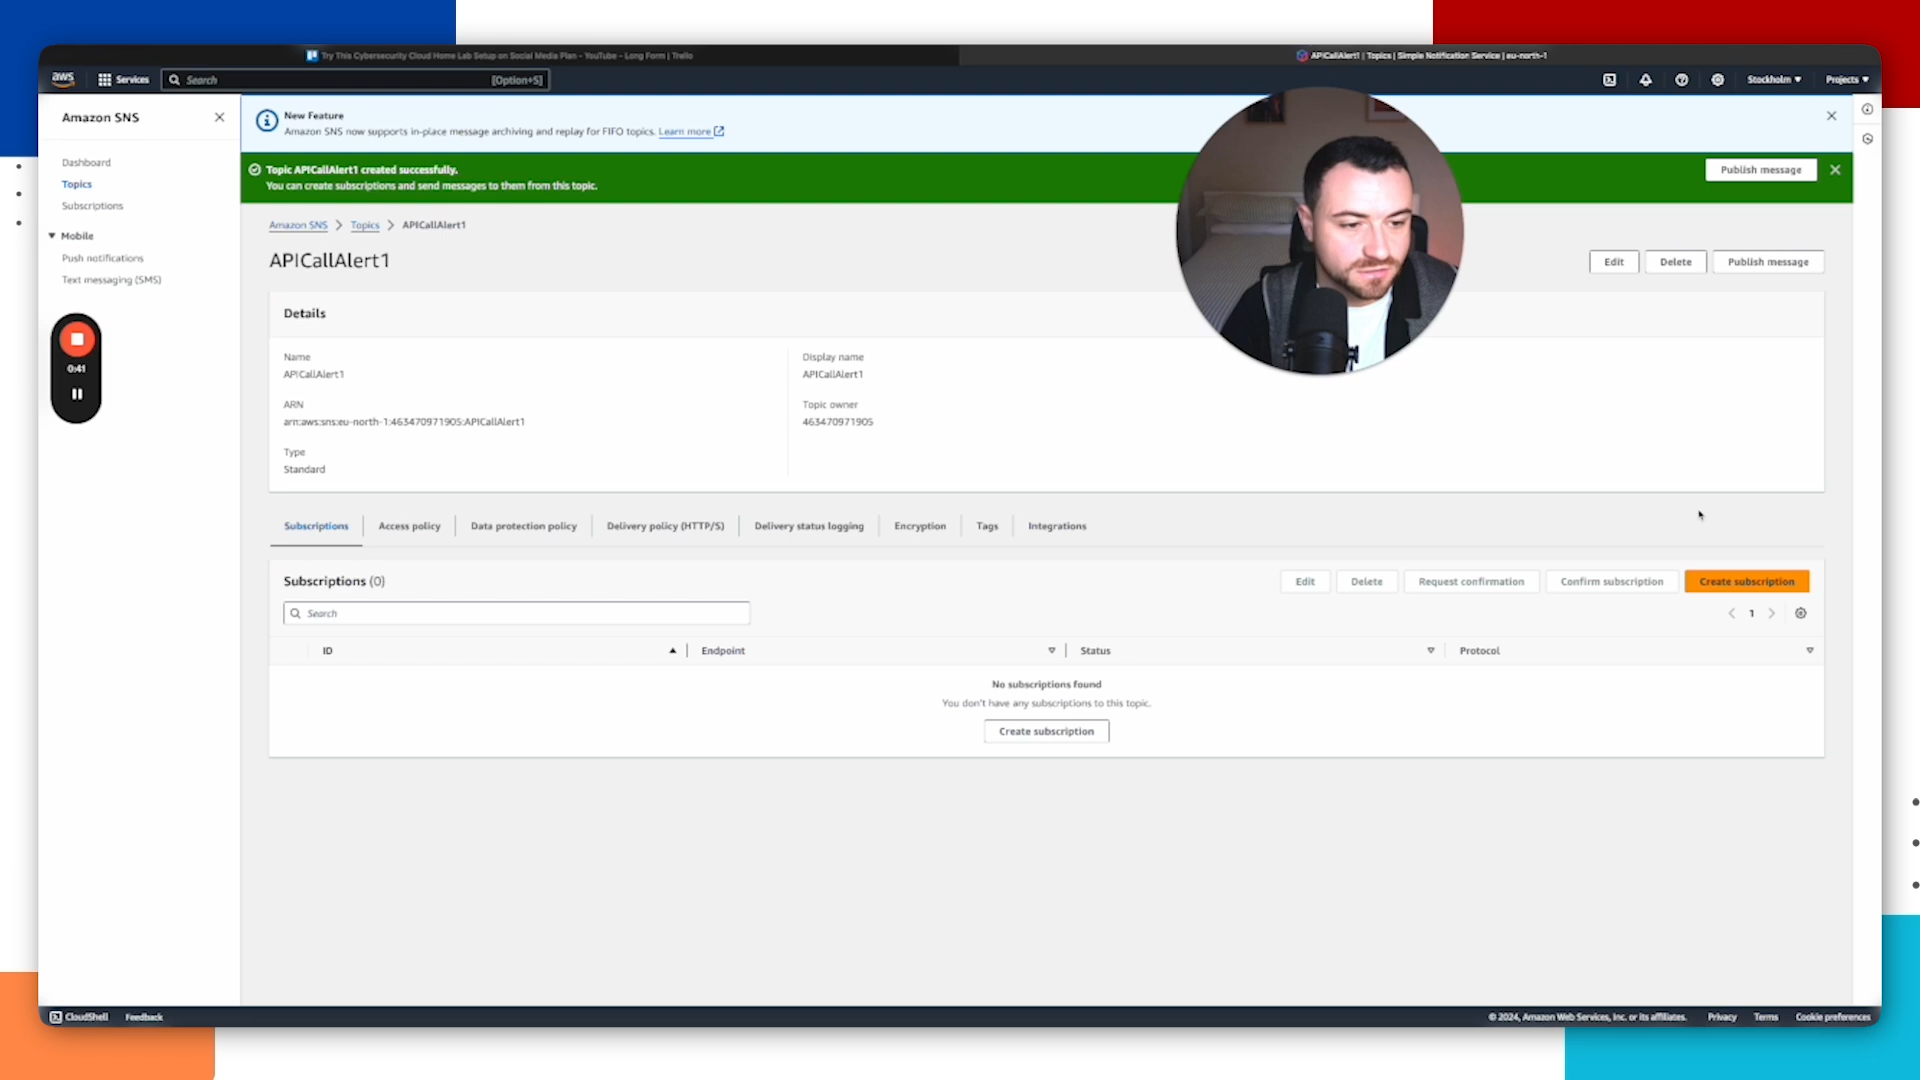 Try This Cybersecurity Cloud Home Lab Setup on Social Media Plan - YouTube - Long Form | Trello
APICallAlert1 | Topics | Simple Notification Service | eu-north-1
aws
Services
Search
[Option+S]
Stockholm
Projects
Amazon SNS
Dashboard
Topics
Subscriptions
Mobile
Push notifications
Text messaging (SMS)
0:41
New Feature
Amazon SNS now supports in-place message archiving and replay for FIFO topics. Learn more
Topic APICallAlert1 created successfully.
You can create subscriptions and send messages to them from this topic.
Publish message
Amazon SNS > Topics > APICallAlert1
APICallAlert1
Edit
Delete
Publish message
Details
Name
APICallAlert1
Display name
APICallAlert1
ARN
arn:aws:sns:eu-north-1:463470971905:APICallAlert1
Topic owner
463470971905
Type
Standard
Subscriptions
Access policy
Data protection policy
Delivery policy (HTTP/S)
Delivery status logging
Encryption
Tags
Integrations
Subscriptions (0)
Edit
Delete
Request confirmation
Confirm subscription
Create subscription
Search
1
ID
Endpoint
Status
Protocol
No subscriptions found
You don't have any subscriptions to this topic.
Create subscription
CloudShell
Feedback
© 2024, Amazon Web Services, Inc. or its affiliates.
Privacy
Terms
Cookie preferences